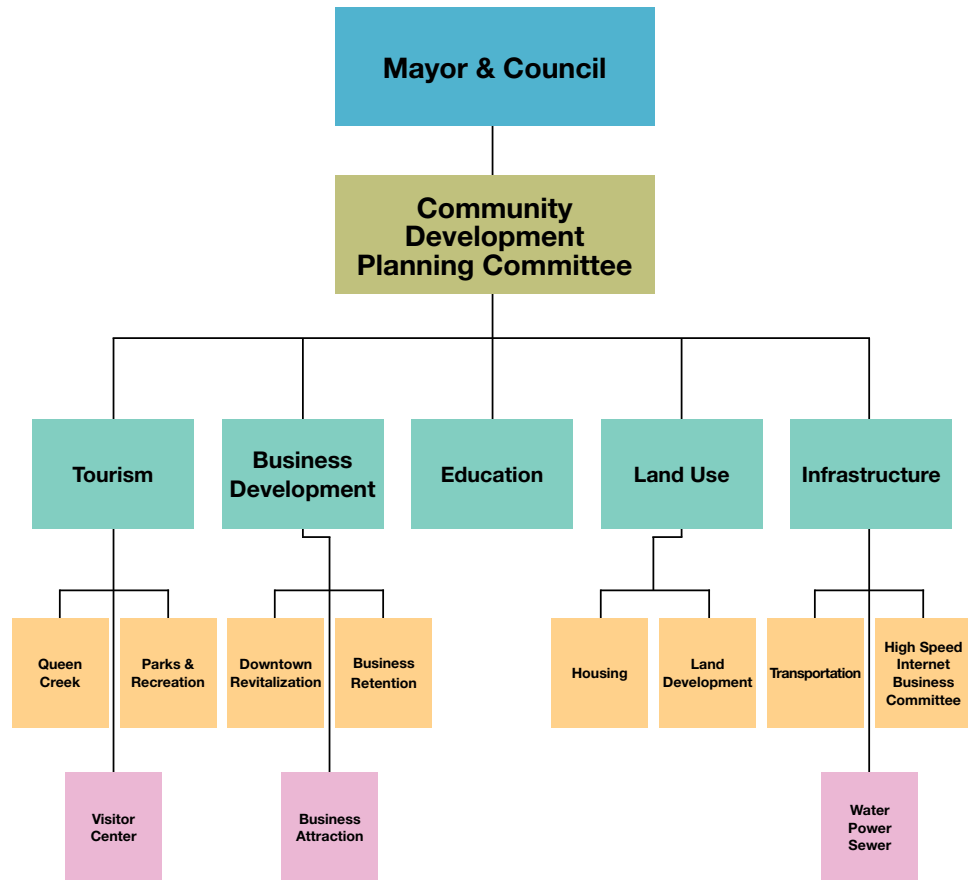 Mayor & Council
Community
Development
Planning Committee
Tourism
Business
Development
Education
Land Use
Infrastructure
Queen
Creek
Parks &
Recreation
Downtown
Revitalization
Business
Retention
Housing
Land
Development
Transportation
High Speed
Internet
Business
Committee
Visitor
Center
Business
Attraction
Water
Power
Sewer